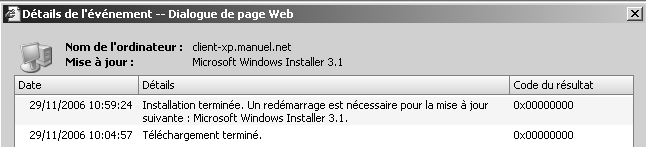 Détails de l'événement -- Dialogue de page Web
Nom de l'ordinateur : client-xp.manuel.net
Mise à jour : Microsoft Windows Installer 3.1
Date Détails Code du résultat
29/11/2006 10:59:24 Installation terminée. Un redémarrage est nécessaire pour la mise à jour 0x00000000
suivante : Microsoft Windows Installer 3.1.
29/11/2006 10:04:57 Téléchargement terminé. 0x00000000